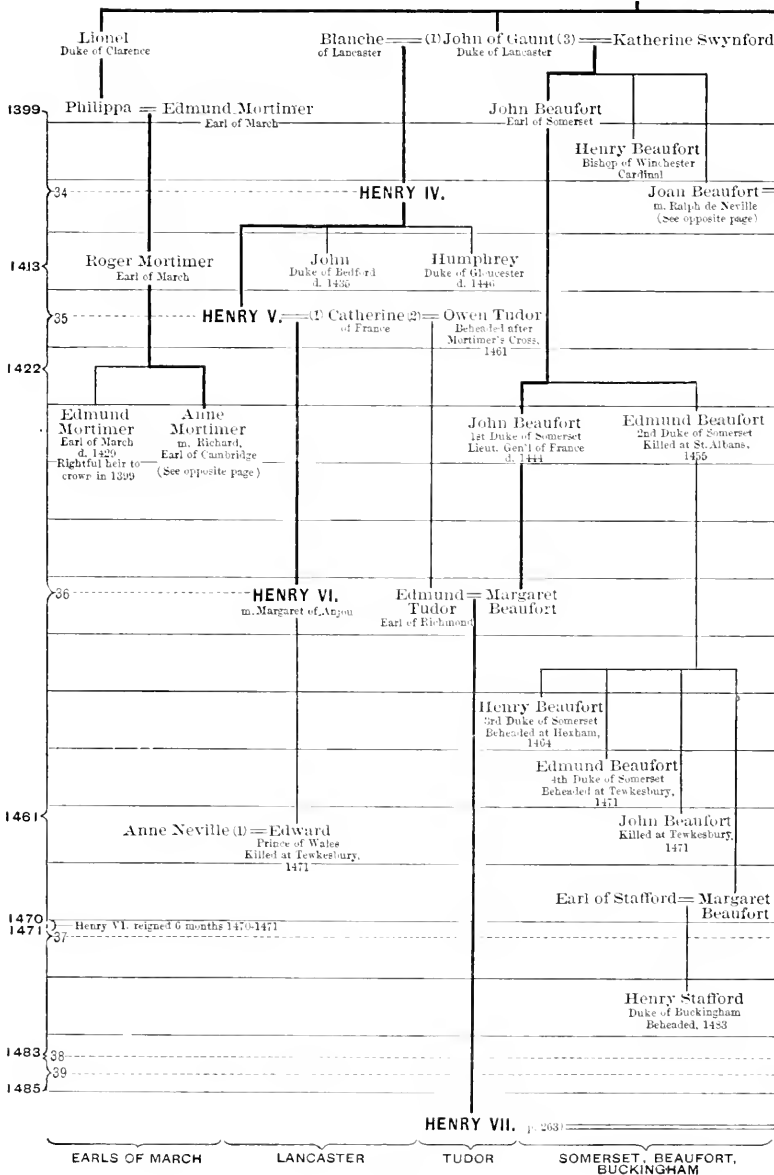 Lionel
Duke of Clarence
Blanche
of Lancaster
(1) John of Gaunt (3)
Duke of Lancaster
Katherine Swynford
1399
Philippa = Edmund Mortimer
Earl of March
John Beaufort
Earl of Somerset
Henry Beaufort
Bishop of Winchester
Cardinal
34
HENRY IV.
Joan Beaufort =
m. Ralph de Neville
(See opposite page)
1413
Roger Mortimer
Earl of March
John
Duke of Bedford
d. 1435
Humphrey
Duke of Gloucester
d. 1446
35
HENRY V. = (1) Catherine (2) = Owen Tudor
of France
Beheaded after
Mortimer's Cross,
1461
1422
Edmund
Mortimer
Earl of March
d. 1429
Rightful heir to
crown in 1399
Anne
Mortimer
m. Richard,
Earl of Cambridge
(See opposite page)
John Beaufort
1st Duke of Somerset
Lieut. Gen'l of France
d. 1444
Edmund Beaufort
2nd Duke of Somerset
Killed at St. Albans,
1455
36
HENRY VI.
m. Margaret of Anjou
Edmund = Margaret
Tudor Beaufort
Earl of Richmond
Henry Beaufort
3rd Duke of Somerset
Beheaded at Hexham,
1464
Edmund Beaufort
4th Duke of Somerset
Beheaded at Tewkesbury,
1471
1461
John Beaufort
Killed at Tewkesbury,
1471
Anne Neville (1) = Edward
Prince of Wales
Killed at Tewkesbury,
1471
Earl of Stafford = Margaret
Beaufort
1470
1471
Henry VI. reigned 6 months 1470-1471
37
Henry Stafford
Duke of Buckingham
Beheaded, 1483
1483
38
39
1485
HENRY VII. p. 263)
EARLS OF MARCH
LANCASTER
TUDOR
SOMERSET, BEAUFORT,
BUCKINGHAM